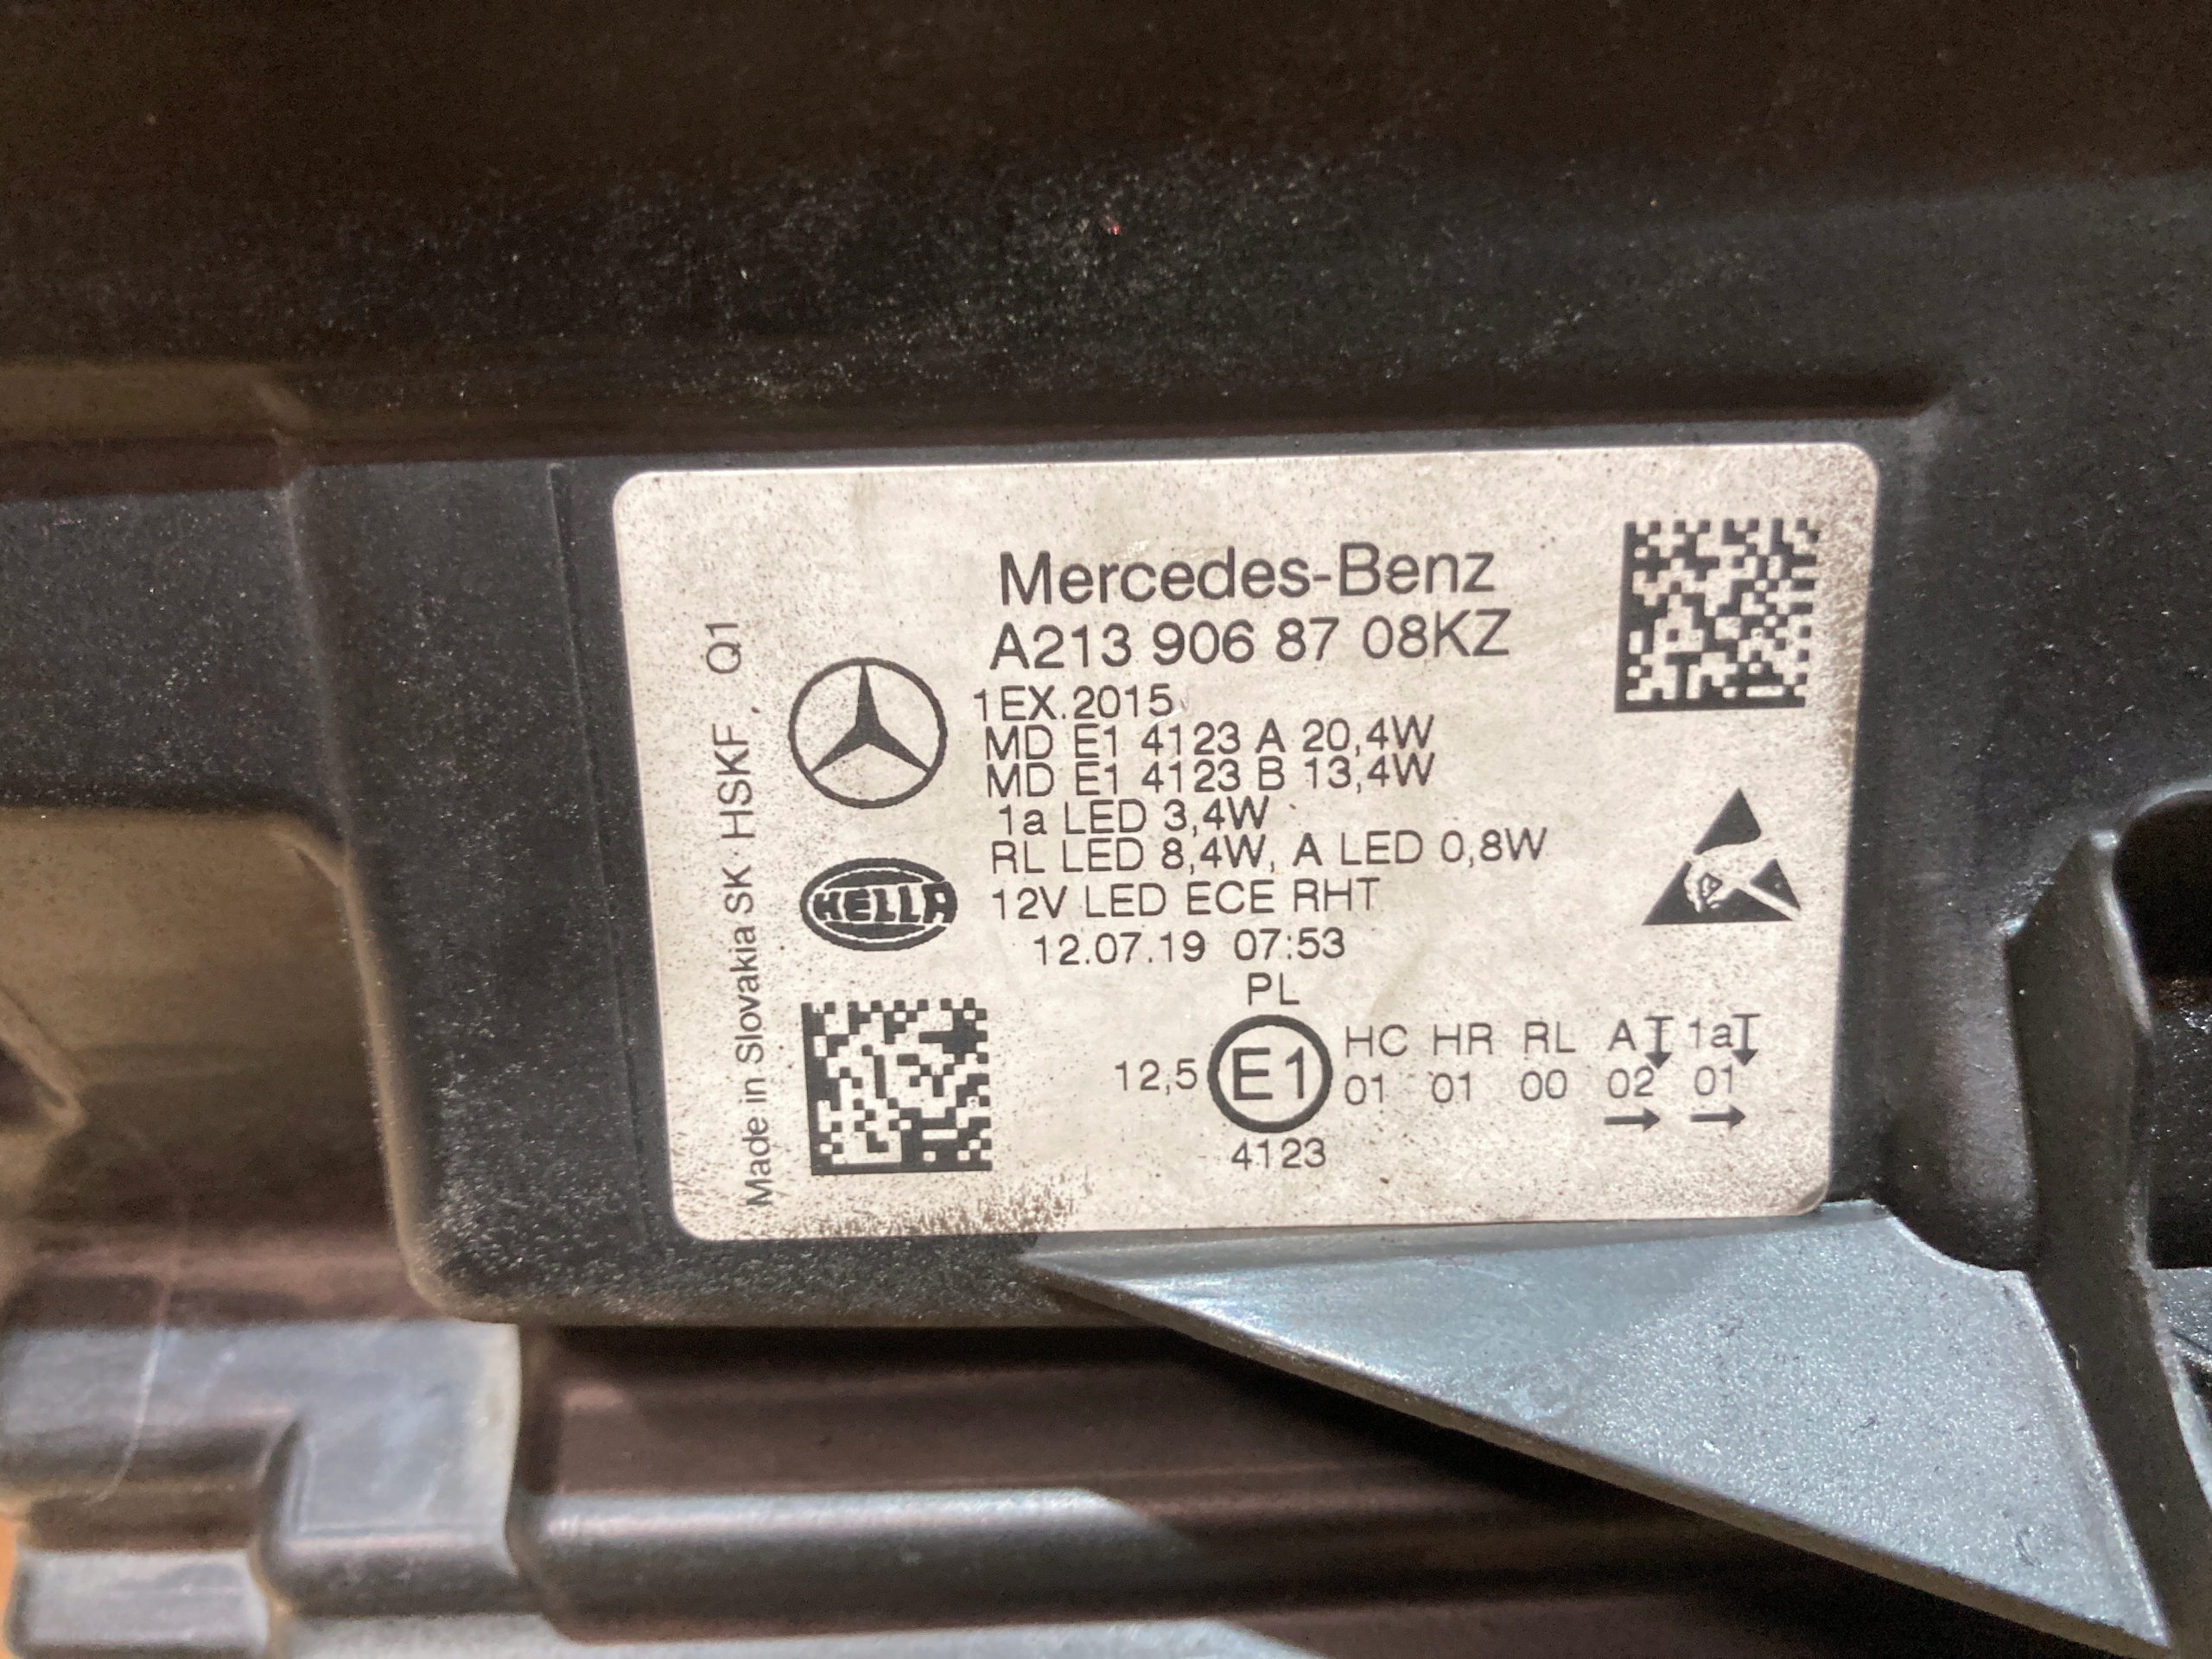 Mercedes-Benz
A213 906 87 08KZ
1EX.2015
MD E1 4123 A 20,4W
MD E1 4123 B 13,4W
1a LED 3,4W
RL LED 8,4W, A LED 0,8W
12V LED ECE RHT
12.07.19 07:53
PL
HC HR RL A 1a
12,5 E1 01 01 00 02 01
4123
HELLA
Made in Slovakia SK HSKF, Q1